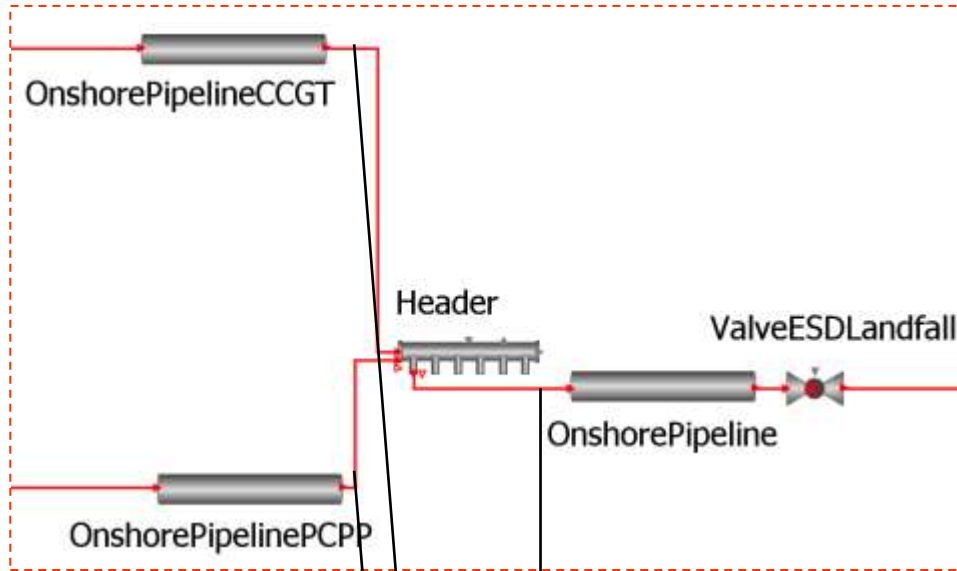 OnshorePipelineCCGT
Header
ValveESDLandfall
OnshorePipeline
OnshorePipelinePCPP